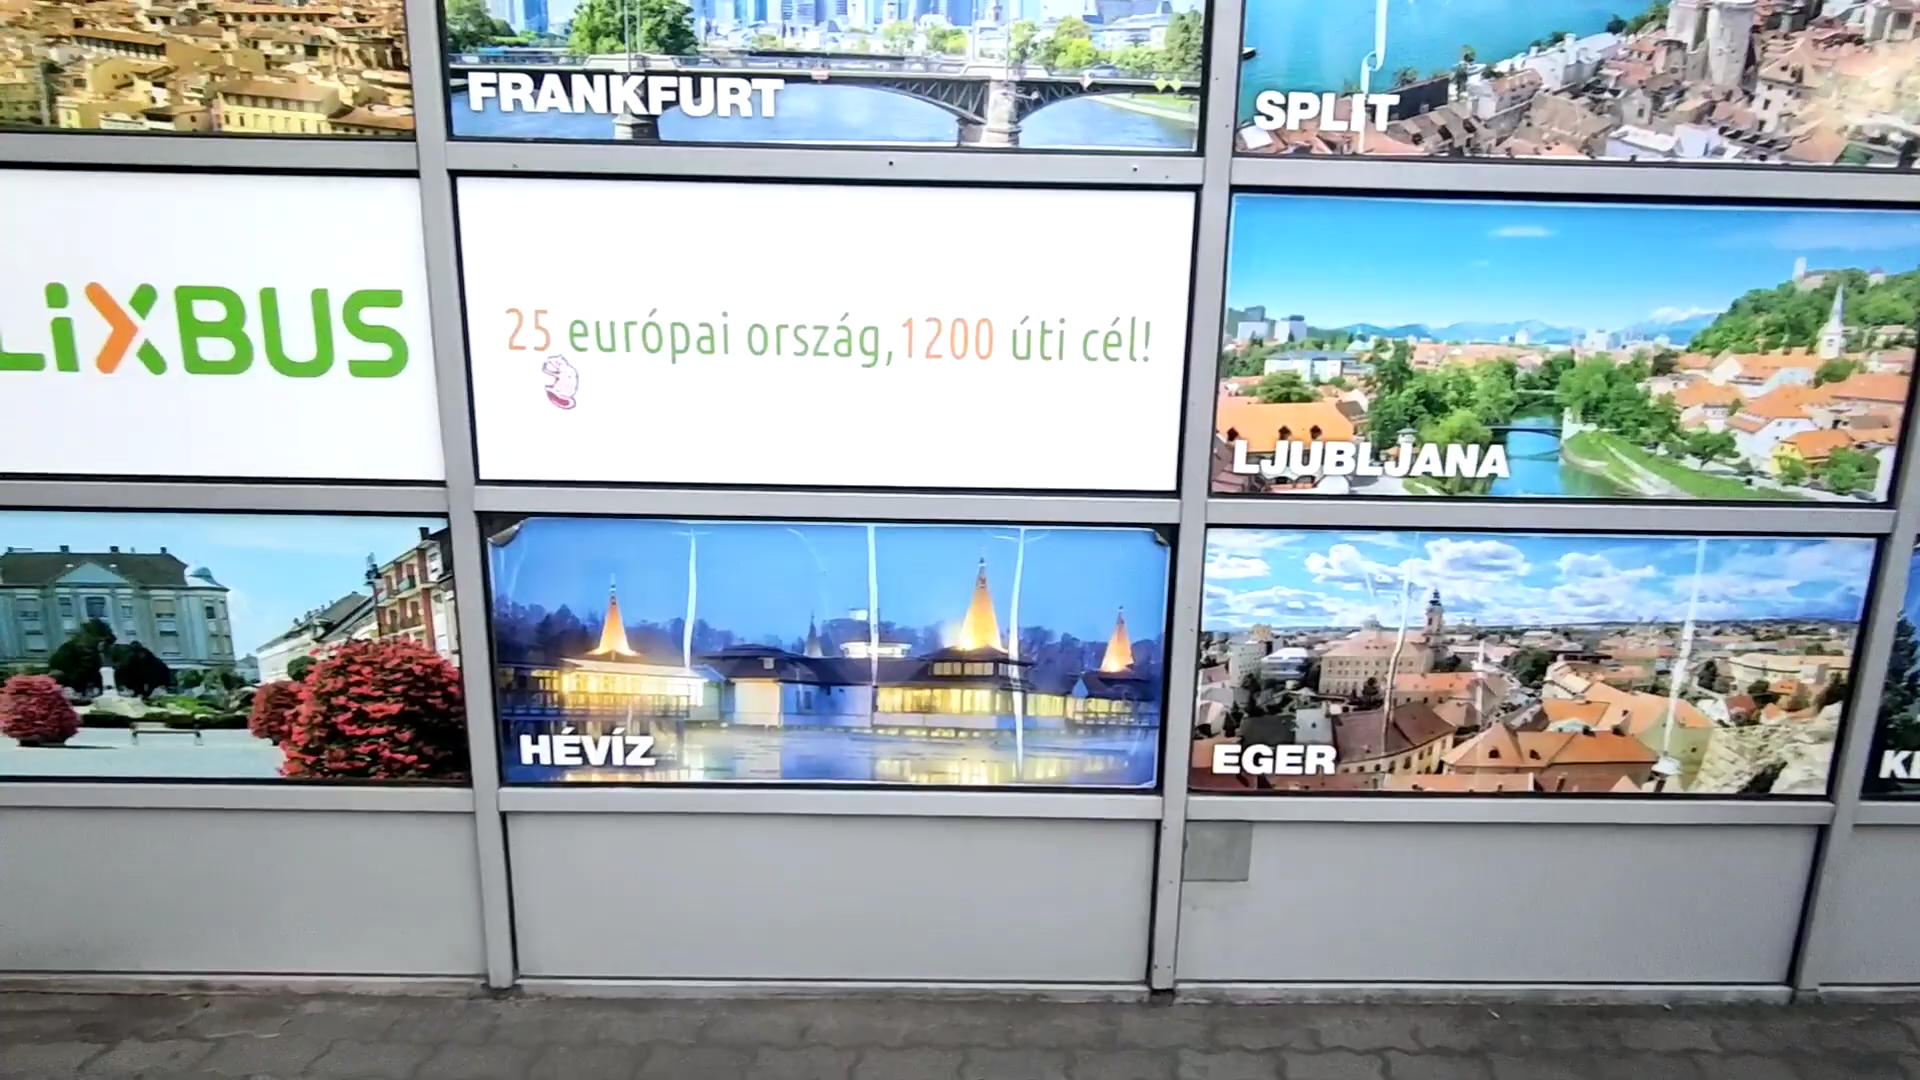 FRANKFURT
SPLIT
LiXBUS
25 európai ország, 1200 úti cél!
LJUBLJANA
HÉVÍZ
EGER